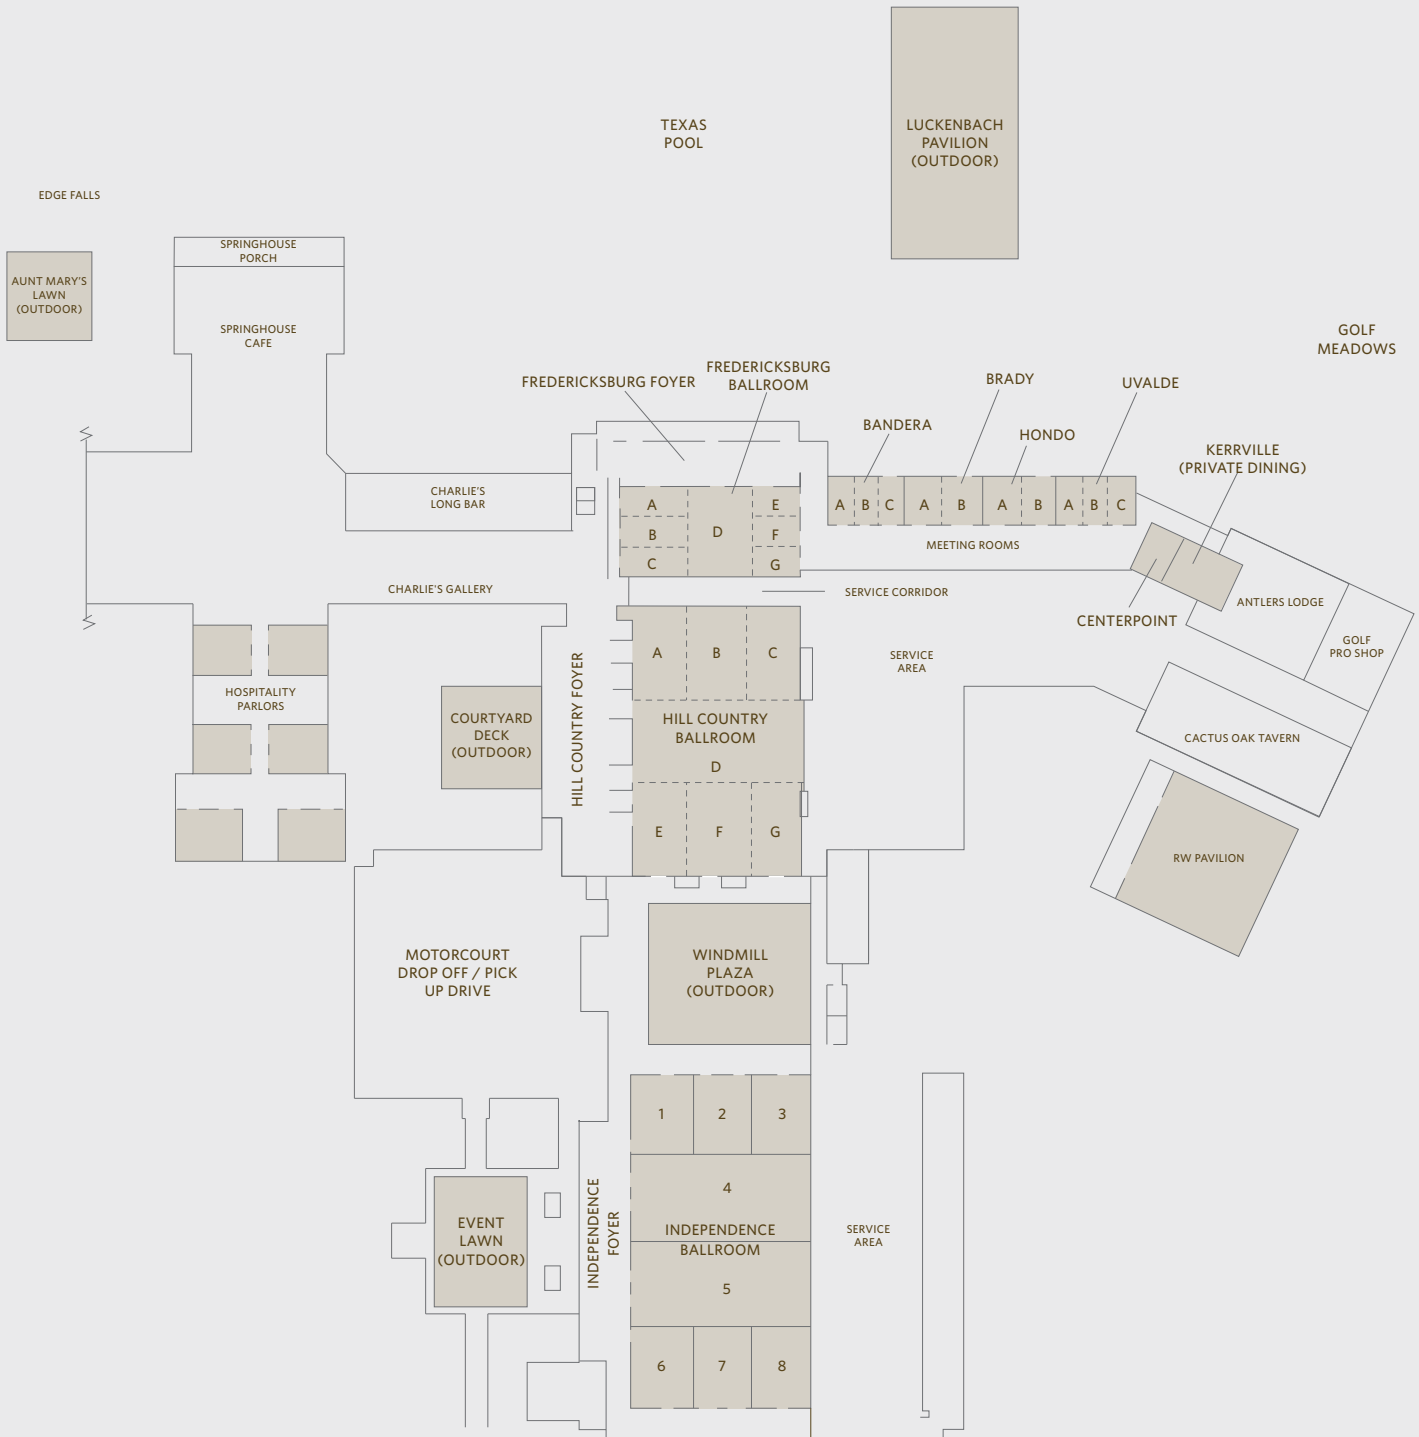 TEXAS
POOL
LUCKENBACH
PAVILION
(OUTDOOR)
EDGE FALLS
SPRINGHOUSE
PORCH
AUNT MARY'S
LAWN
(OUTDOOR)
SPRINGHOUSE
CAFE
GOLF
MEADOWS
FREDERICKSBURG FOYER
FREDERICKSBURG
BALLROOM
BRADY
UVALDE
BANDERA
HONDO
KERRVILLE
(PRIVATE DINING)
CHARLIE'S
LONG BAR
A
B
C
D
E
F
G
A
B
C
A
B
A
B
A
B
C
MEETING ROOMS
CHARLIE'S GALLERY
SERVICE CORRIDOR
CENTERPOINT
ANTLERS LODGE
GOLF
PRO SHOP
HOSPITALITY
PARLORS
COURTYARD
DECK
(OUTDOOR)
HILL COUNTRY FOYER
A
B
C
HILL COUNTRY
BALLROOM
D
E
F
G
SERVICE
AREA
CACTUS OAK TAVERN
RW PAVILION
MOTORCOURT
DROP OFF / PICK
UP DRIVE
WINDMILL
PLAZA
(OUTDOOR)
1
2
3
4
INDEPENDENCE
BALLROOM
5
6
7
8
INDEPENDENCE
FOYER
EVENT
LAWN
(OUTDOOR)
SERVICE
AREA